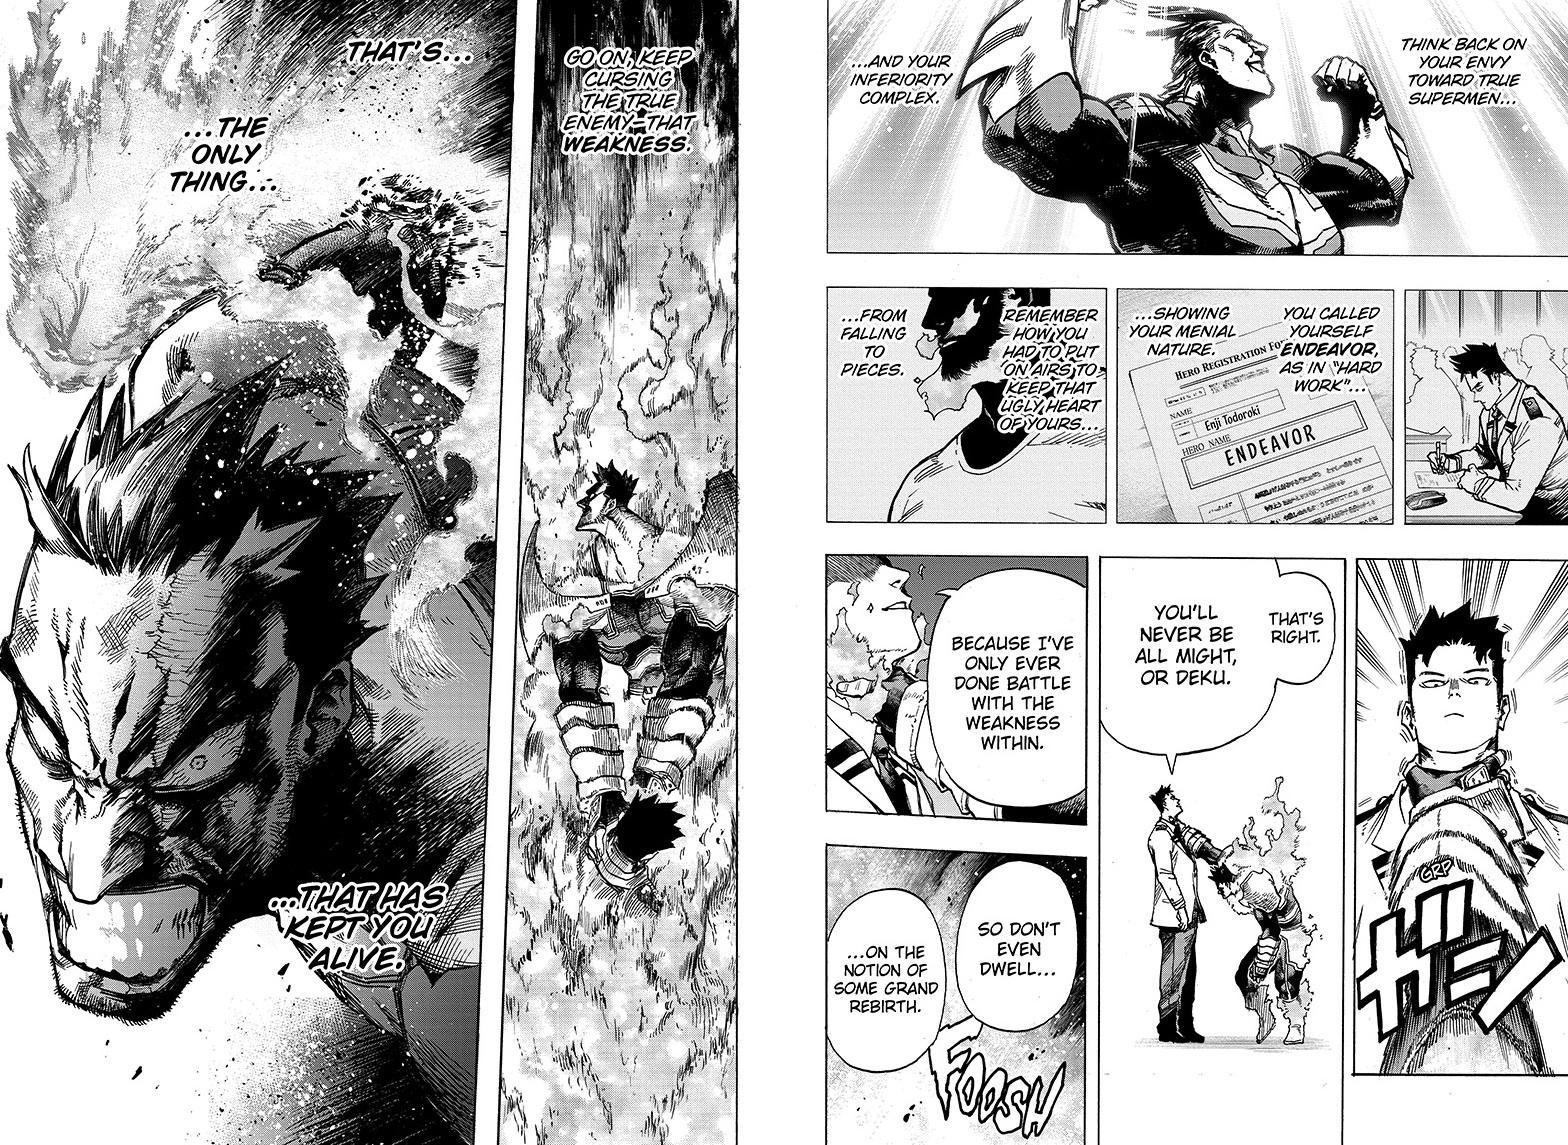 THINK BACK ON
YOUR ENVY
TOWARD TRUE
SUPERMEN...
...AND YOUR
INFERIORITY
COMPLEX.
YOU CALLED
YOURSELF
ENDEAVOR,
AS IN "HARD
WORK"...
...SHOWING
YOUR MENIAL
NATURE.
HERO REGISTRATION FO
NAME
Enji Todoroki
HERO NAME
ENDEAVOR
REMEMBER
HOW YOU
HAD TO PUT
ON AIRS TO
KEEP THAT
UGLY HEART
OF YOURS...
...FROM
FALLING
TO
PIECES.
GRP
ガシッ
THAT'S
RIGHT.
YOU'LL
NEVER BE
ALL MIGHT,
OR DEKU.
BECAUSE I'VE
ONLY EVER
DONE BATTLE
WITH THE
WEAKNESS
WITHIN.
SO DON'T
EVEN
DWELL...
...ON THE
NOTION OF
SOME GRAND
REBIRTH.
FOOSH
GO ON, KEEP
CURSING
THE TRUE
ENEMY-THAT
WEAKNESS.
THAT'S...
...THE
ONLY
THING...
...THAT HAS
KEPT YOU
ALIVE.